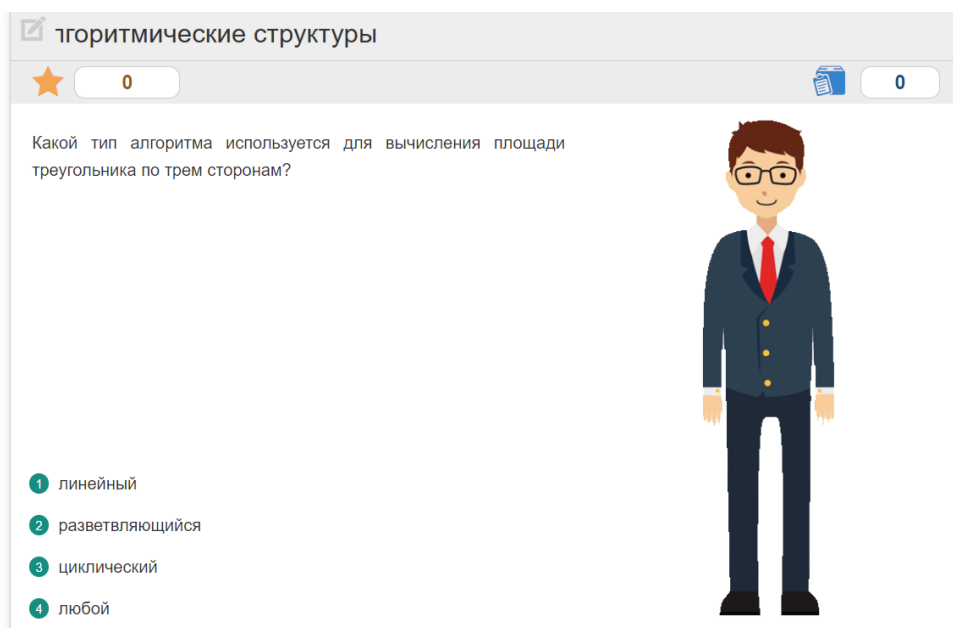 лгоритмические структуры
0
0
Какой тип алгоритма используется для вычисления площади
треугольника по трем сторонам?
1 линейный
2 разветвляющийся
3 циклический
4 любой